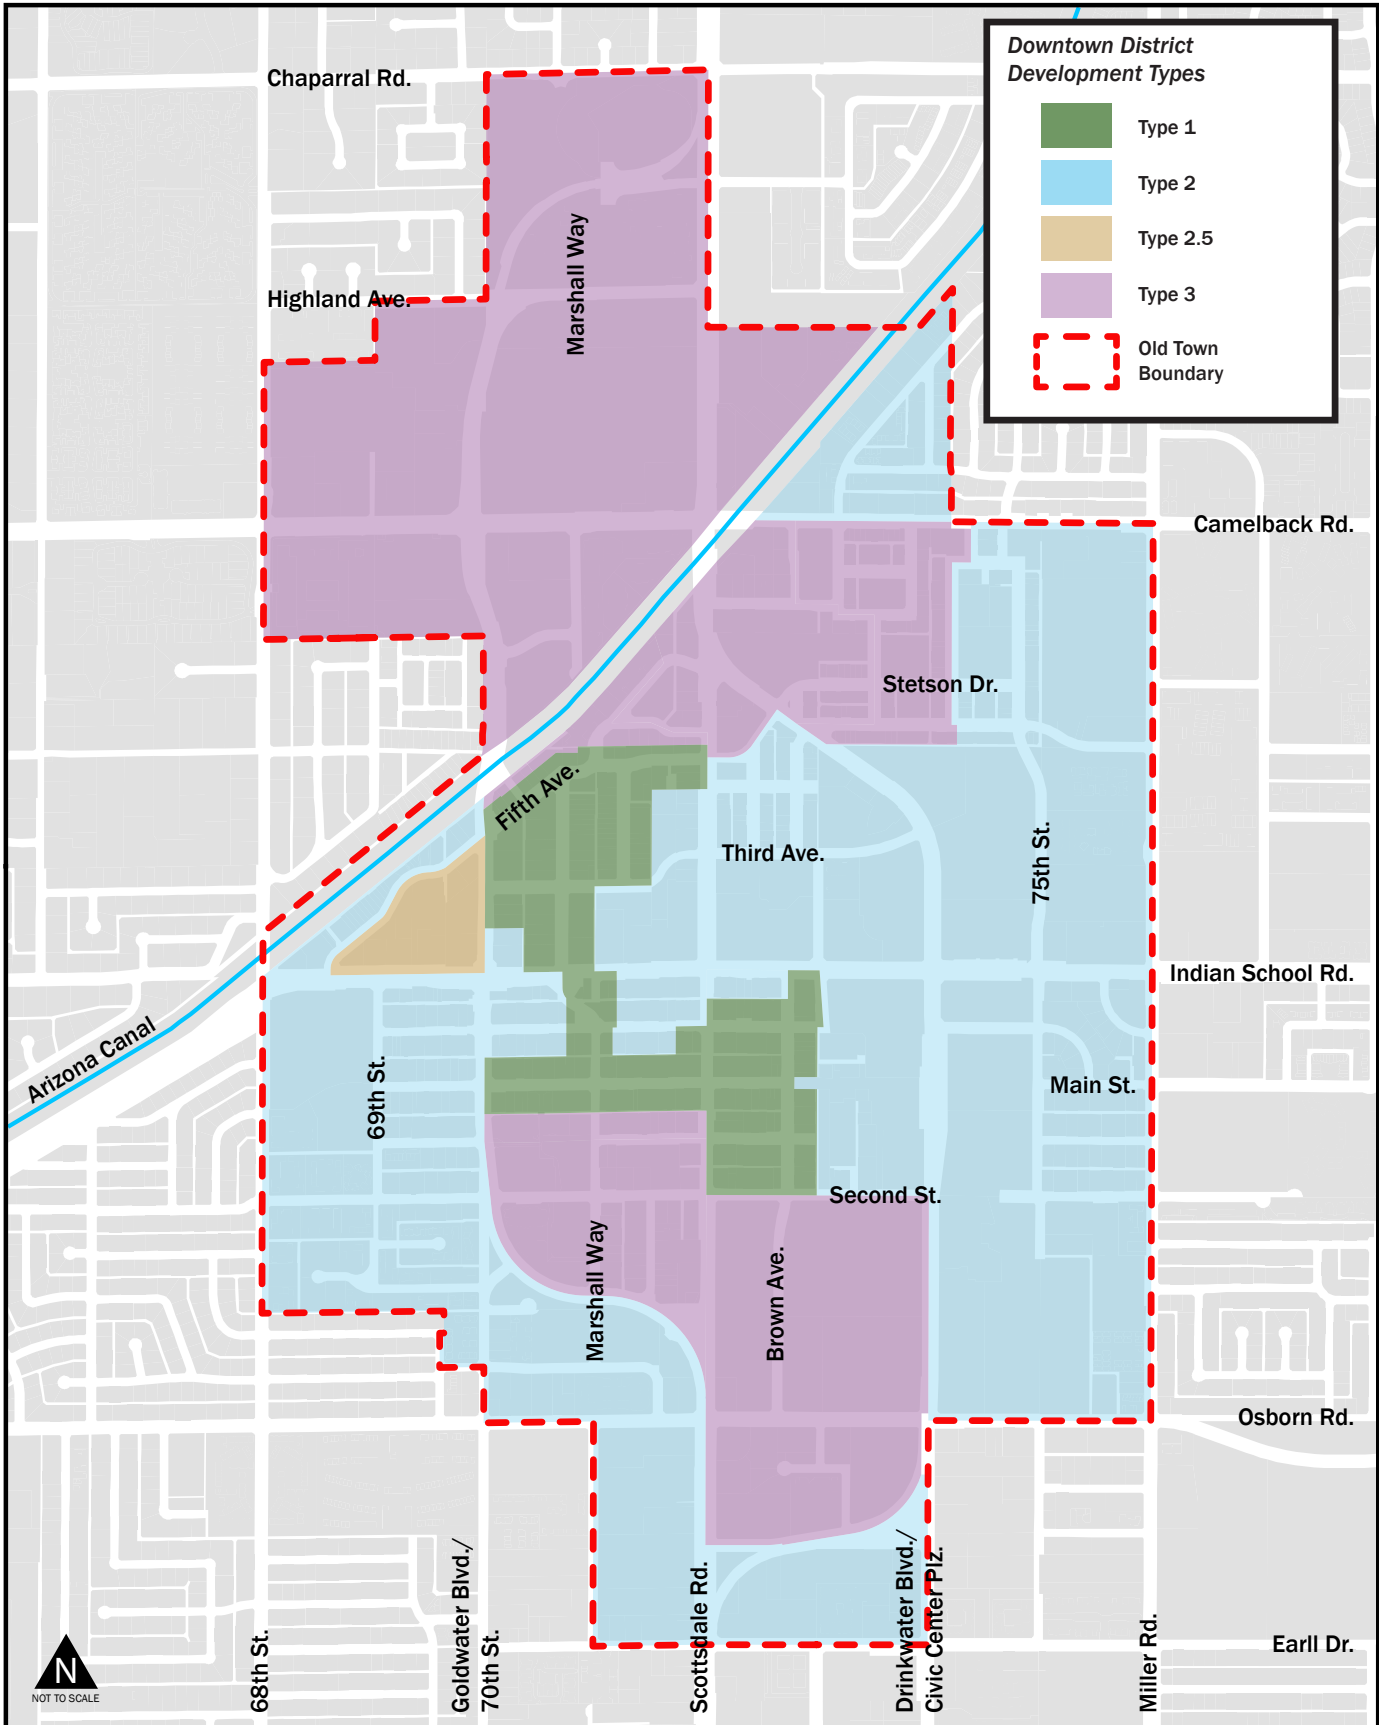 Downtown District
Development Types
Type 1
Type 2
Type 2.5
Type 3
Old Town
Boundary
Chaparral Rd.
Marshall Way
Highland Ave.
Camelback Rd.
Stetson Dr.
Fifth Ave.
Third Ave.
75th St.
Indian School Rd.
Arizona Canal
69th St.
Main St.
Second St.
Marshall Way
Brown Ave.
Osborn Rd.
Earll Dr.
68th St.
Goldwater Blvd./
70th St.
Scottsdale Rd.
Drinkwater Blvd./
Civic Center Plz.
Miller Rd.
N
NOT TO SCALE